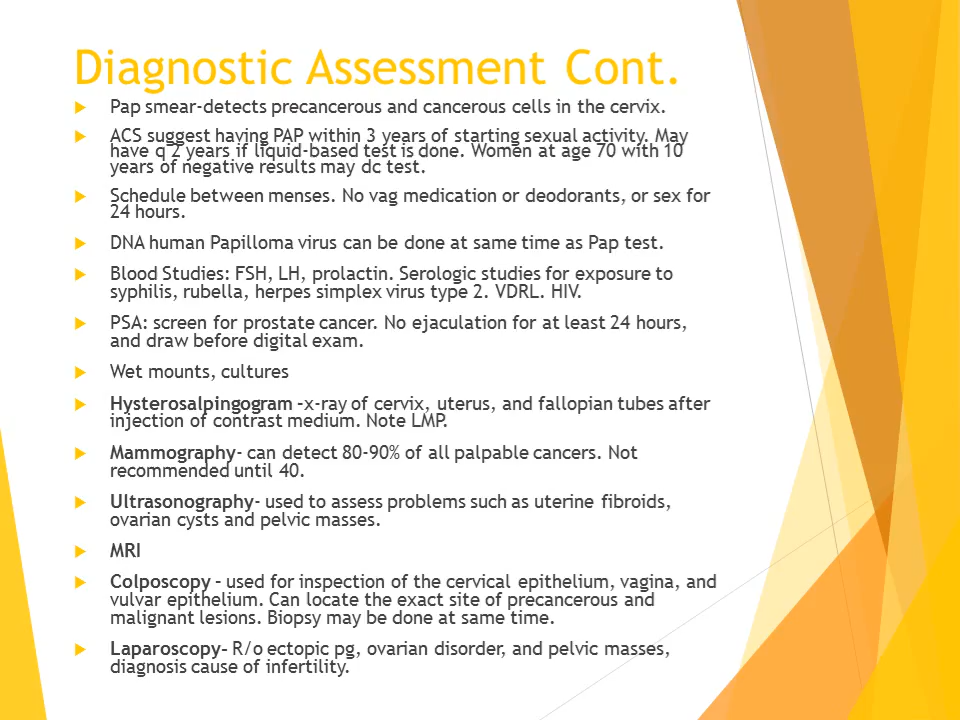 Diagnostic Assessment Cont.
Pap smear-detects precancerous and cancerous cells in the cervix.
ACS suggest having PAP within 3 years of starting sexual activity. May
have q 2 years if liquid-based test is done. Women at age 70 with 10
years of negative results may dc test.
Schedule between menses. No vag medication or deodorants, or sex for
24 hours.
DNA human Papilloma virus can be done at same time as Pap test.
Blood Studies: FSH, LH, prolactin. Serologic studies for exposure to
syphilis, rubella, herpes simplex virus type 2. VDRL. HIV.
PSA: screen for prostate cancer. No ejaculation for at least 24 hours,
and draw before digital exam.
Wet mounts, cultures
Hysterosalpingogram –x-ray of cervix, uterus, and fallopian tubes after
injection of contrast medium. Note LMP.
Mammography- can detect 80-90% of all palpable cancers. Not
recommended until 40.
Ultrasonography- used to assess problems such as uterine fibroids,
ovarian cysts and pelvic masses.
MRI
Colposcopy – used for inspection of the cervical epithelium, vagina, and
vulvar epithelium. Can locate the exact site of precancerous and
malignant lesions. Biopsy may be done at same time.
Laparoscopy– R/o ectopic pg, ovarian disorder, and pelvic masses,
diagnosis cause of infertility.